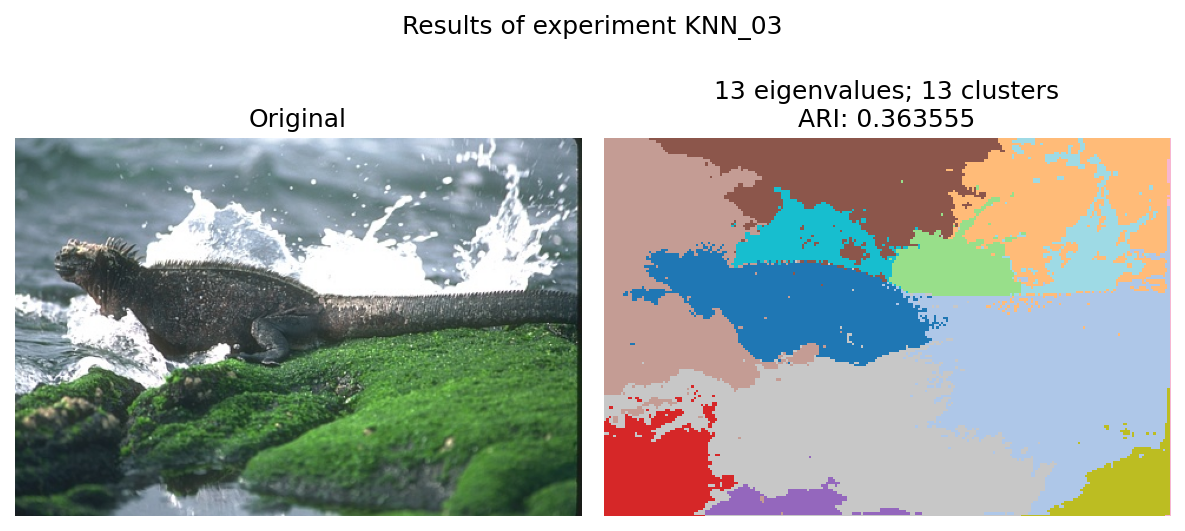 Results of experiment KNN_03
Original
13 eigenvalues; 13 clusters
ARI: 0.363555